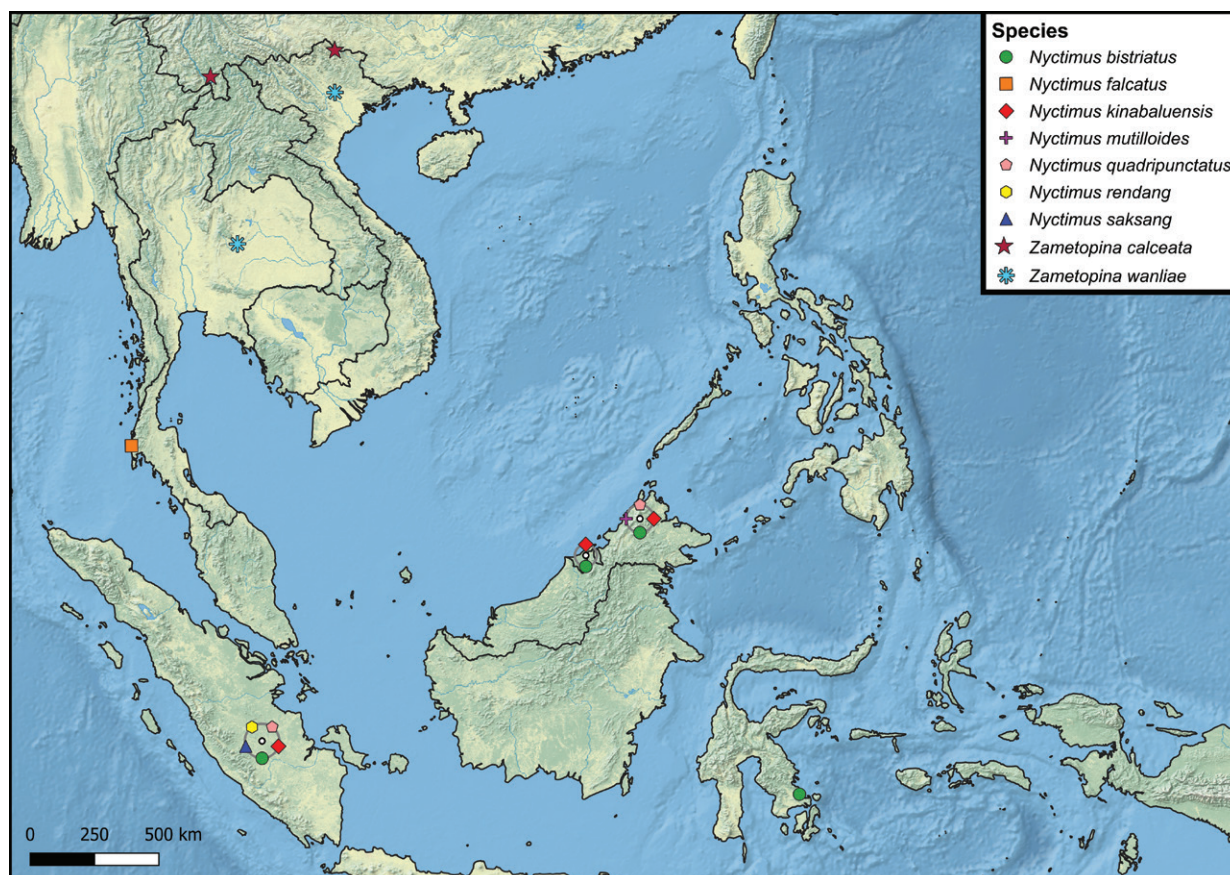 Species
Nyctimus bistriatus
Nyctimus falcatus
Nyctimus kinabaluensis
Nyctimus mutilloides
Nyctimus quadripunctatus
Nyctimus rendang
Nyctimus saksang
Zametopina calceata
Zametopina wanliae
0 250 500 km